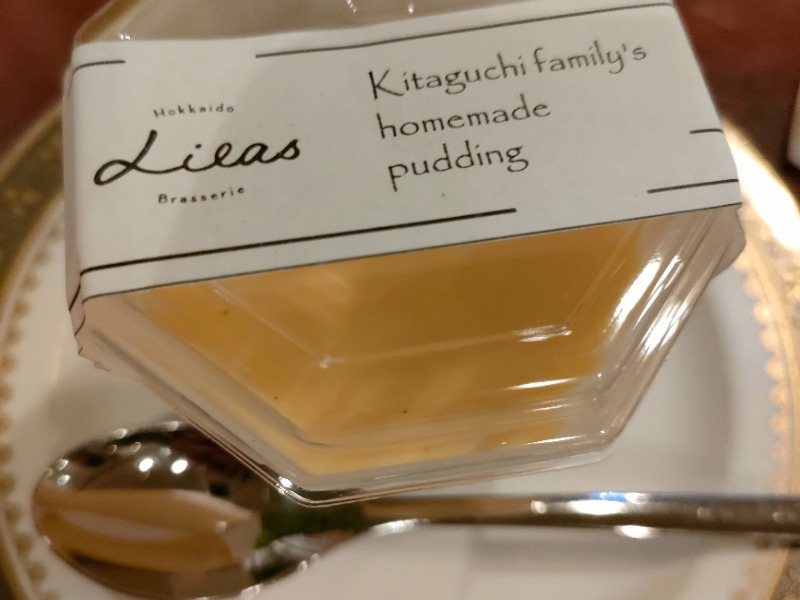 Hokkaido
Lilas
Brasserie
Kitaguchi family's
homemade
pudding